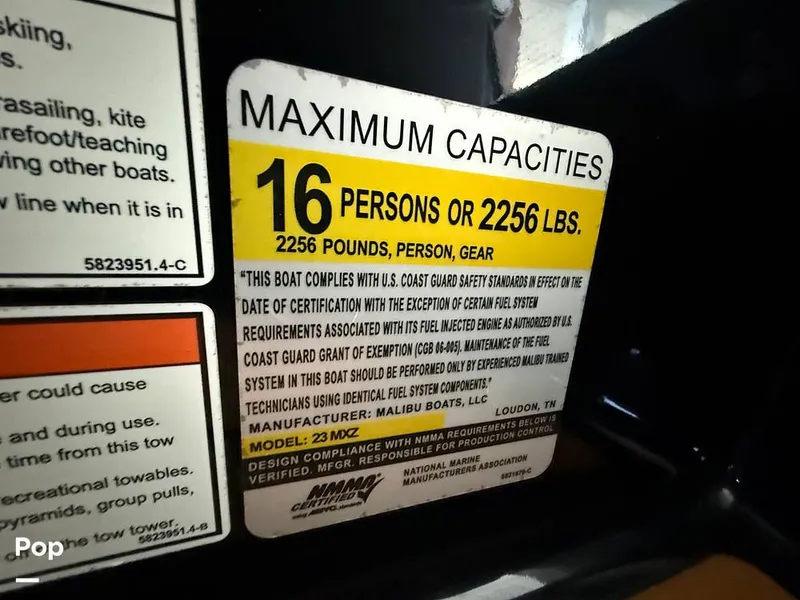 skiing,
s.
rasailing, kite
refoot/teaching
ving other boats.
line when it is in
5823951.4-C
er could cause
and during use.
time from this tow
ecreational towables.
pyramids, group pulls,
the tow tower.
5823951.4-B
MAXIMUM CAPACITIES
16 PERSONS OR 2256 LBS.
2256 POUNDS, PERSON, GEAR
"THIS BOAT COMPLIES WITH U.S. COAST GUARD SAFETY STANDARDS IN EFFECT ON THE
DATE OF CERTIFICATION WITH THE EXCEPTION OF CERTAIN FUEL SYSTEM
REQUIREMENTS ASSOCIATED WITH ITS FUEL INJECTED ENGINE AS AUTHORIZED BY U.S.
COAST GUARD GRANT OF EXEMPTION (CGB 06-005). MAINTENANCE OF THE FUEL
SYSTEM IN THIS BOAT SHOULD BE PERFORMED ONLY BY EXPERIENCED MALIBU TRAINED
TECHNICIANS USING IDENTICAL FUEL SYSTEM COMPONENTS."
MANUFACTURER: MALIBU BOATS, LLC LOUDON, TN
MODEL: 23 MXZ
DESIGN COMPLIANCE WITH NMMA REQUIREMENTS BELOW IS
VERIFIED. MFGR. RESPONSIBLE FOR PRODUCTION CONTROL
NMMA
CERTIFIED
NATIONAL MARINE
MANUFACTURERS ASSOCIATION
Pop